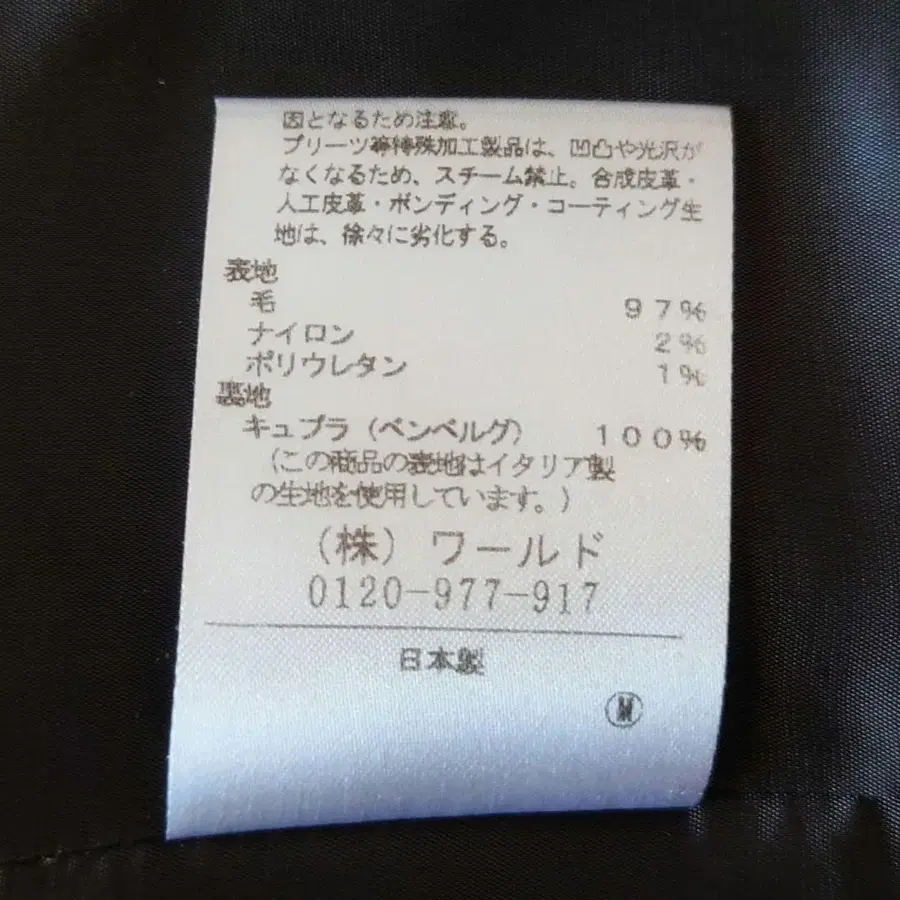 因となるため注意。
プリーツ等特殊加工製品は、凹凸や光沢が
なくなるため、スチーム禁止。合成皮革・
人工皮革・ボンディング・コーティング生
地は、徐々に劣化する。
表地
毛 97%
ナイロン 2%
ポリウレタン 1%
裏地
キュプラ（ベンベルグ） 100%
（この商品の表地はイタリア製
の生地を使用しています。）
（株）ワールド
0120-977-917
日本製
M